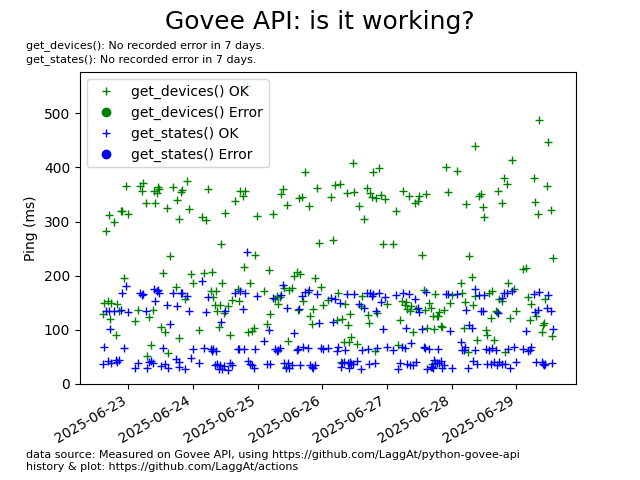 Govee API: is it working?
get_devices(): No recorded error in 7 days.
get_states(): No recorded error in 7 days.
get_devices() OK
get_devices() Error
get_states() OK
get_states() Error
Ping (ms)
500
400
300
200
100
0
2025-06-23
2025-06-24
2025-06-25
2025-06-26
2025-06-27
2025-06-28
2025-06-29
data source: Measured on Govee API, using https://github.com/LaggAt/python-govee-api
history & plot: https://github.com/LaggAt/actions